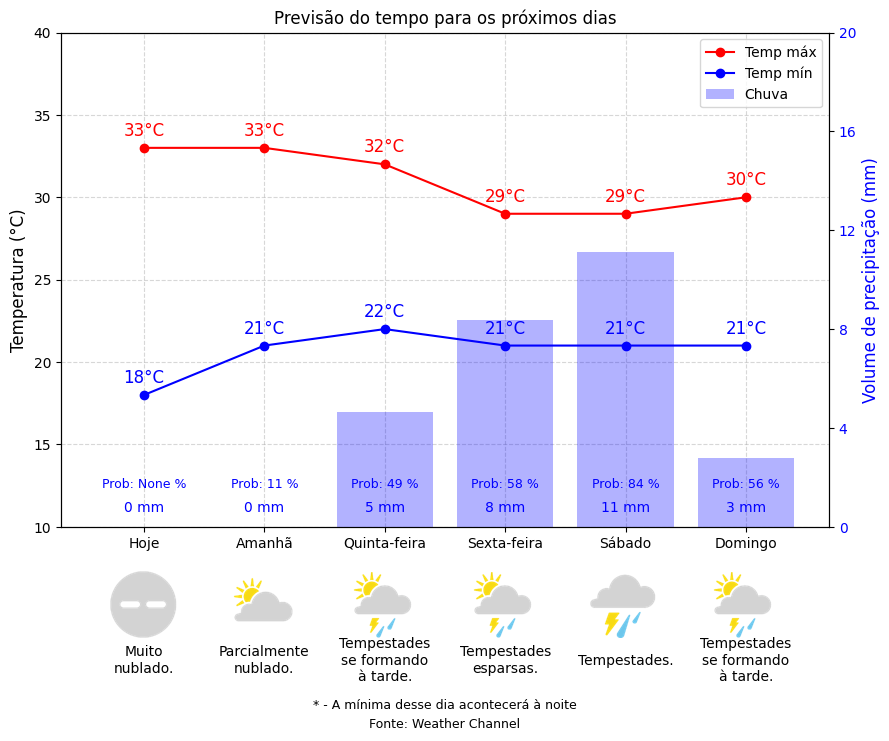 Previsão do tempo para os próximos dias
Temperatura (°C)
40
35
30
25
20
15
10
Volume de precipitação (mm)
20
16
12
8
4
0
Temp máx
Temp mín
Chuva
33°C
33°C
32°C
29°C
29°C
30°C
18°C
21°C
22°C
21°C
21°C
21°C
Prob: None %
Prob: 11 %
Prob: 49 %
Prob: 58 %
Prob: 84 %
Prob: 56 %
0 mm
0 mm
5 mm
8 mm
11 mm
3 mm
Hoje
Amanhã
Quinta-feira
Sexta-feira
Sábado
Domingo
Muito
nublado.
Parcialmente
nublado.
Tempestades
se formando
à tarde.
Tempestades
esparsas.
Tempestades.
Tempestades
se formando
à tarde.
* - A mínima desse dia acontecerá à noite
Fonte: Weather Channel